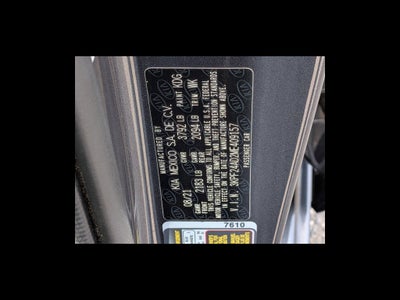 MANUFACTURED BY
KIA MEXICO S.A. DE C.V.
08/21 GVWR 3792 LB PAINT KDG
GAWR FRONT 2183 LB GAWR REAR 2094 LB TRIM WK
THIS VEHICLE CONFORMS TO ALL APPLICABLE U.S.A. FEDERAL
MOTOR VEHICLE SAFETY, BUMPER, AND THEFT PREVENTION STANDARDS
IN EFFECT ON THE DATE OF MANUFACTURE SHOWN ABOVE.
V.I.N. 3KPF24AD2NE409157
PASSENGER CAR
7610